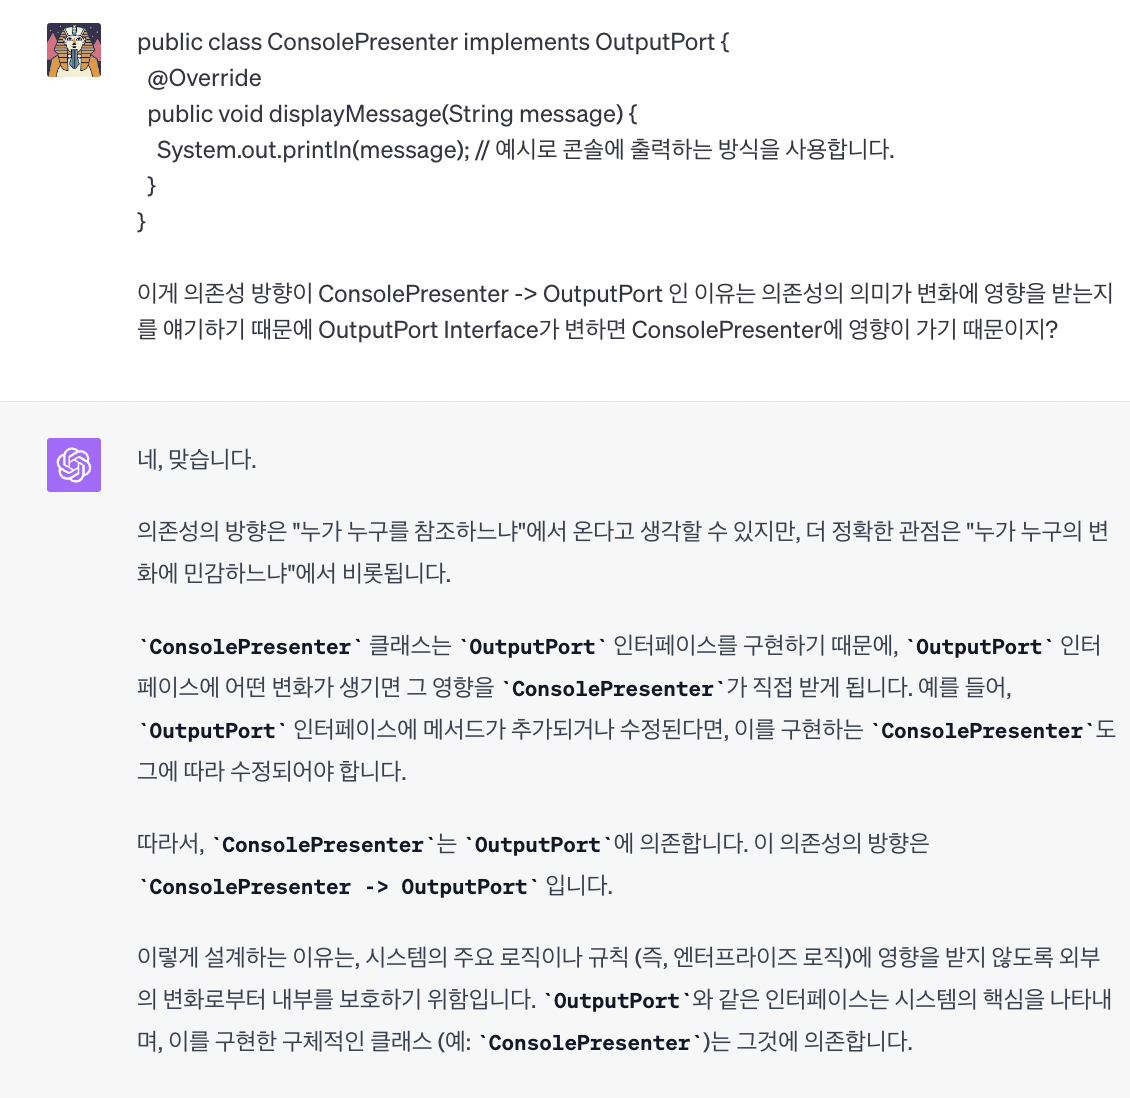 public class ConsolePresenter implements OutputPort {
@Override
public void displayMessage(String message) {
System.out.println(message); // 예시로 콘솔에 출력하는 방식을 사용합니다.
}
}
이게 의존성 방향이 ConsolePresenter -> OutputPort 인 이유는 의존성의 의미가 변화에 영향을 받는지
를 얘기하기 때문에 OutputPort Interface가 변하면 ConsolePresenter에 영향이 가기 때문이지?
네, 맞습니다.
의존성의 방향은 "누가 누구를 참조하느냐"에서 온다고 생각할 수 있지만, 더 정확한 관점은 "누가 누구의 변
화에 민감하느냐"에서 비롯됩니다.
`ConsolePresenter` 클래스는 `OutputPort` 인터페이스를 구현하기 때문에, `OutputPort` 인터
페이스에 어떤 변화가 생기면 그 영향을 `ConsolePresenter`가 직접 받게 됩니다. 예를 들어,
`OutputPort` 인터페이스에 메서드가 추가되거나 수정된다면, 이를 구현하는 `ConsolePresenter`도
그에 따라 수정되어야 합니다.
따라서, `ConsolePresenter`는 `OutputPort`에 의존합니다. 이 의존성의 방향은
`ConsolePresenter -> OutputPort` 입니다.
이렇게 설계하는 이유는, 시스템의 주요 로직이나 규칙 (즉, 엔터프라이즈 로직)에 영향을 받지 않도록 외부
의 변화로부터 내부를 보호하기 위함입니다. `OutputPort`와 같은 인터페이스는 시스템의 핵심을 나타내
며, 이를 구현한 구체적인 클래스 (예: `ConsolePresenter`)는 그것에 의존합니다.